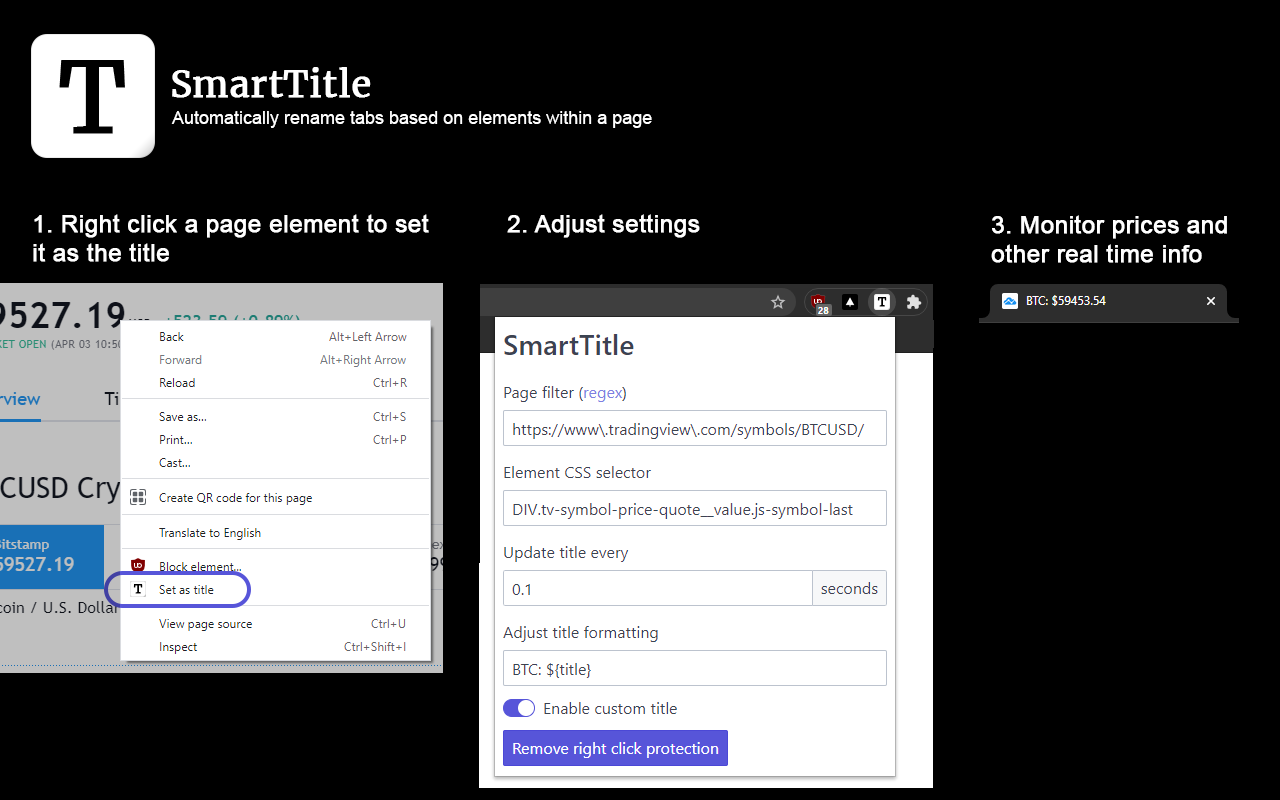 T
SmartTitle
Automatically rename tabs based on elements within a page
1. Right click a page element to set
it as the title
9527.19
KET OPEN (APR 03 10:50
rview
Ti
CUSD Cry
Bitstamp
59527.19
coin / U.S. Dollar
Back Alt+Left Arrow
Forward Alt+Right Arrow
Reload Ctrl+R
Save as... Ctrl+S
Print... Ctrl+P
Cast...
Create QR code for this page
Translate to English
Block element...
T Set as title
View page source Ctrl+U
Inspect Ctrl+Shift+I
2. Adjust settings
28
T
SmartTitle
Page filter (regex)
https://www\.tradingview\.com/symbols/BTCUSD/
Element CSS selector
DIV.tv-symbol-price-quote__value.js-symbol-last
Update title every
0.1 seconds
Adjust title formatting
BTC: ${title}
Enable custom title
Remove right click protection
3. Monitor prices and
other real time info
BTC: $59453.54